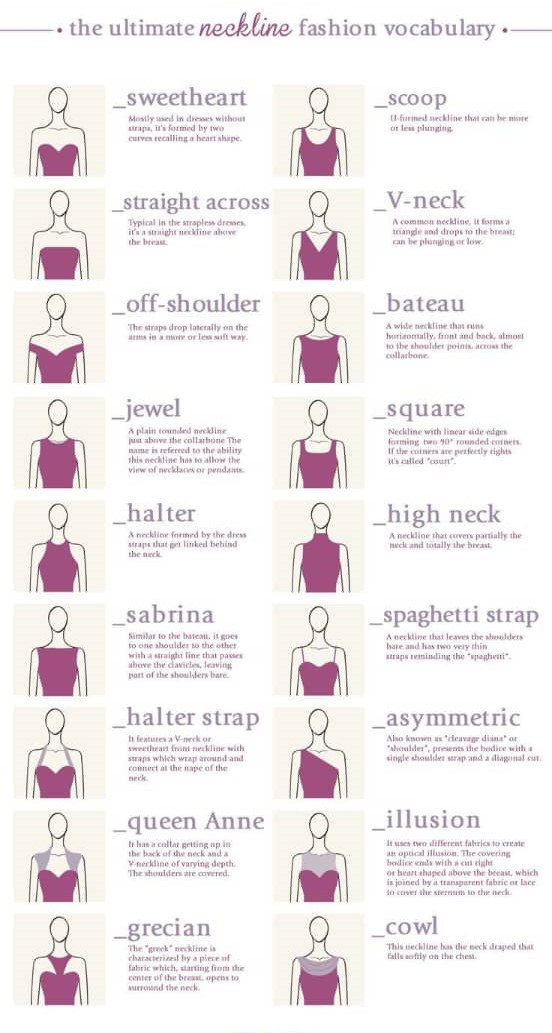 the ultimate neckline fashion vocabulary
_sweetheart
Mostly used in dresses without
straps, it's formed by two
curves recalling a heart shape.
_scoop
U-formed neckline that can be more
or less plunging.
_straight across
Typical in the strapless dresses,
it's a straight neckline above
the breast.
_V-neck
A common neckline, it forms a
triangle and drops to the breast;
can be plunging or low.
_off-shoulder
The straps drop laterally on the
arms in a more or less soft way.
_bateau
A wide neckline that runs
horizontally, front and back, almost
to the shoulder points, across the
collarbone.
_jewel
A plain rounded neckline
just above the collarbone The
name is referred to the ability
this neckline has to allow the
view of necklaces or pendants.
_square
Neckline with linear side edges
forming two 90° rounded corners.
If the corners are perfectly rights
it's called "court".
_halter
A neckline formed by the dress
straps that get linked behind
the neck.
_high neck
A neckline that covers partially the
neck and totally the breast.
_sabrina
Similar to the bateau, it goes
to one shoulder to the other
with a straight line that passes
above the clavicles, leaving
part of the shoulders bare.
_spaghetti strap
A neckline that leaves the shoulders
bare and has two very thin
straps reminding the "spaghetti".
_halter strap
It features a V-neck or
sweetheart front neckline with
straps which wrap around and
connect at the nape of the
neck.
_asymmetric
Also known as "cleavage diana" or
"shoulder", presents the bodice with a
single shoulder strap and a diagonal cut.
_queen Anne
It has a collar getting up in
the back of the neck and a
V-neckline of varying depth.
The shoulders are covered.
_illusion
It uses two different fabrics to create
an optical illusion. The covering
bodice ends with a cut right
or heart shaped above the breast, which
is joined by a transparent fabric or lace
to cover the sternum to the neck.
_grecian
The "greek" neckline is
characterized by a piece of
fabric which, starting from the
center of the breast, opens to
surround the neck.
_cowl
This neckline has the neck draped that
falls softly on the chest.